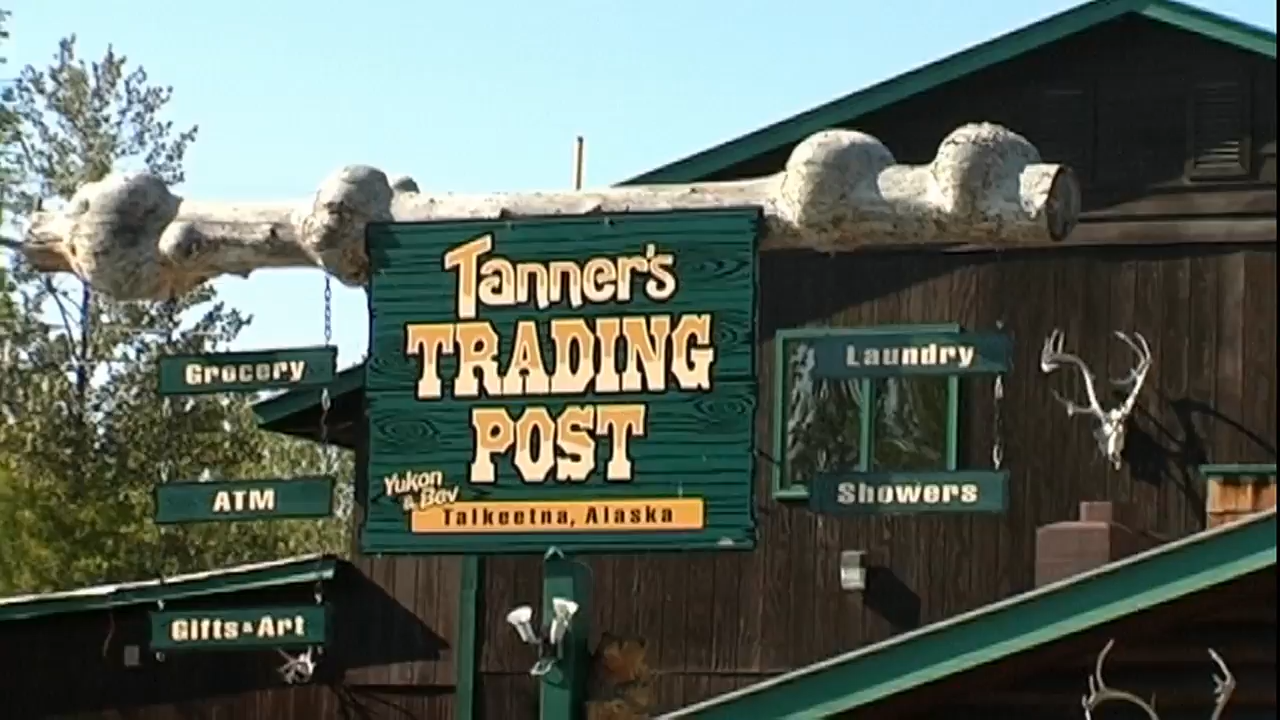 Tanner's
TRADING
POST
Yukon
& Bev
Talkeetna, Alaska
Grocery
ATM
Gifts & Art
Laundry
Showers